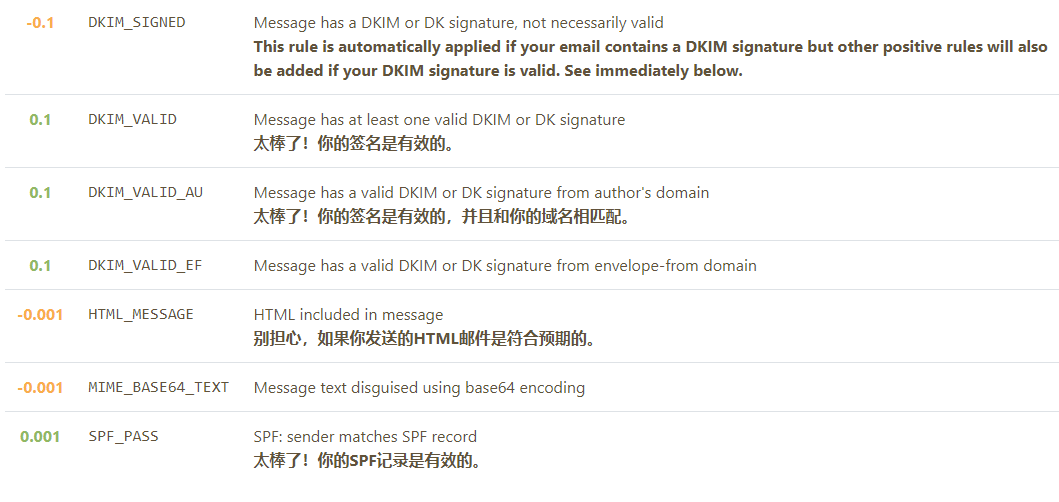 -0.1 DKIM_SIGNED Message has a DKIM or DK signature, not necessarily valid
This rule is automatically applied if your email contains a DKIM signature but other positive rules will also
be added if your DKIM signature is valid. See immediately below.
0.1 DKIM_VALID Message has at least one valid DKIM or DK signature
太棒了！你的签名是有效的。
0.1 DKIM_VALID_AU Message has a valid DKIM or DK signature from author's domain
太棒了！你的签名是有效的，并且和你的域名相匹配。
0.1 DKIM_VALID_EF Message has a valid DKIM or DK signature from envelope-from domain
-0.001 HTML_MESSAGE HTML included in message
别担心，如果你发送的HTML邮件是符合预期的。
-0.001 MIME_BASE64_TEXT Message text disguised using base64 encoding
0.001 SPF_PASS SPF: sender matches SPF record
太棒了！你的SPF记录是有效的。